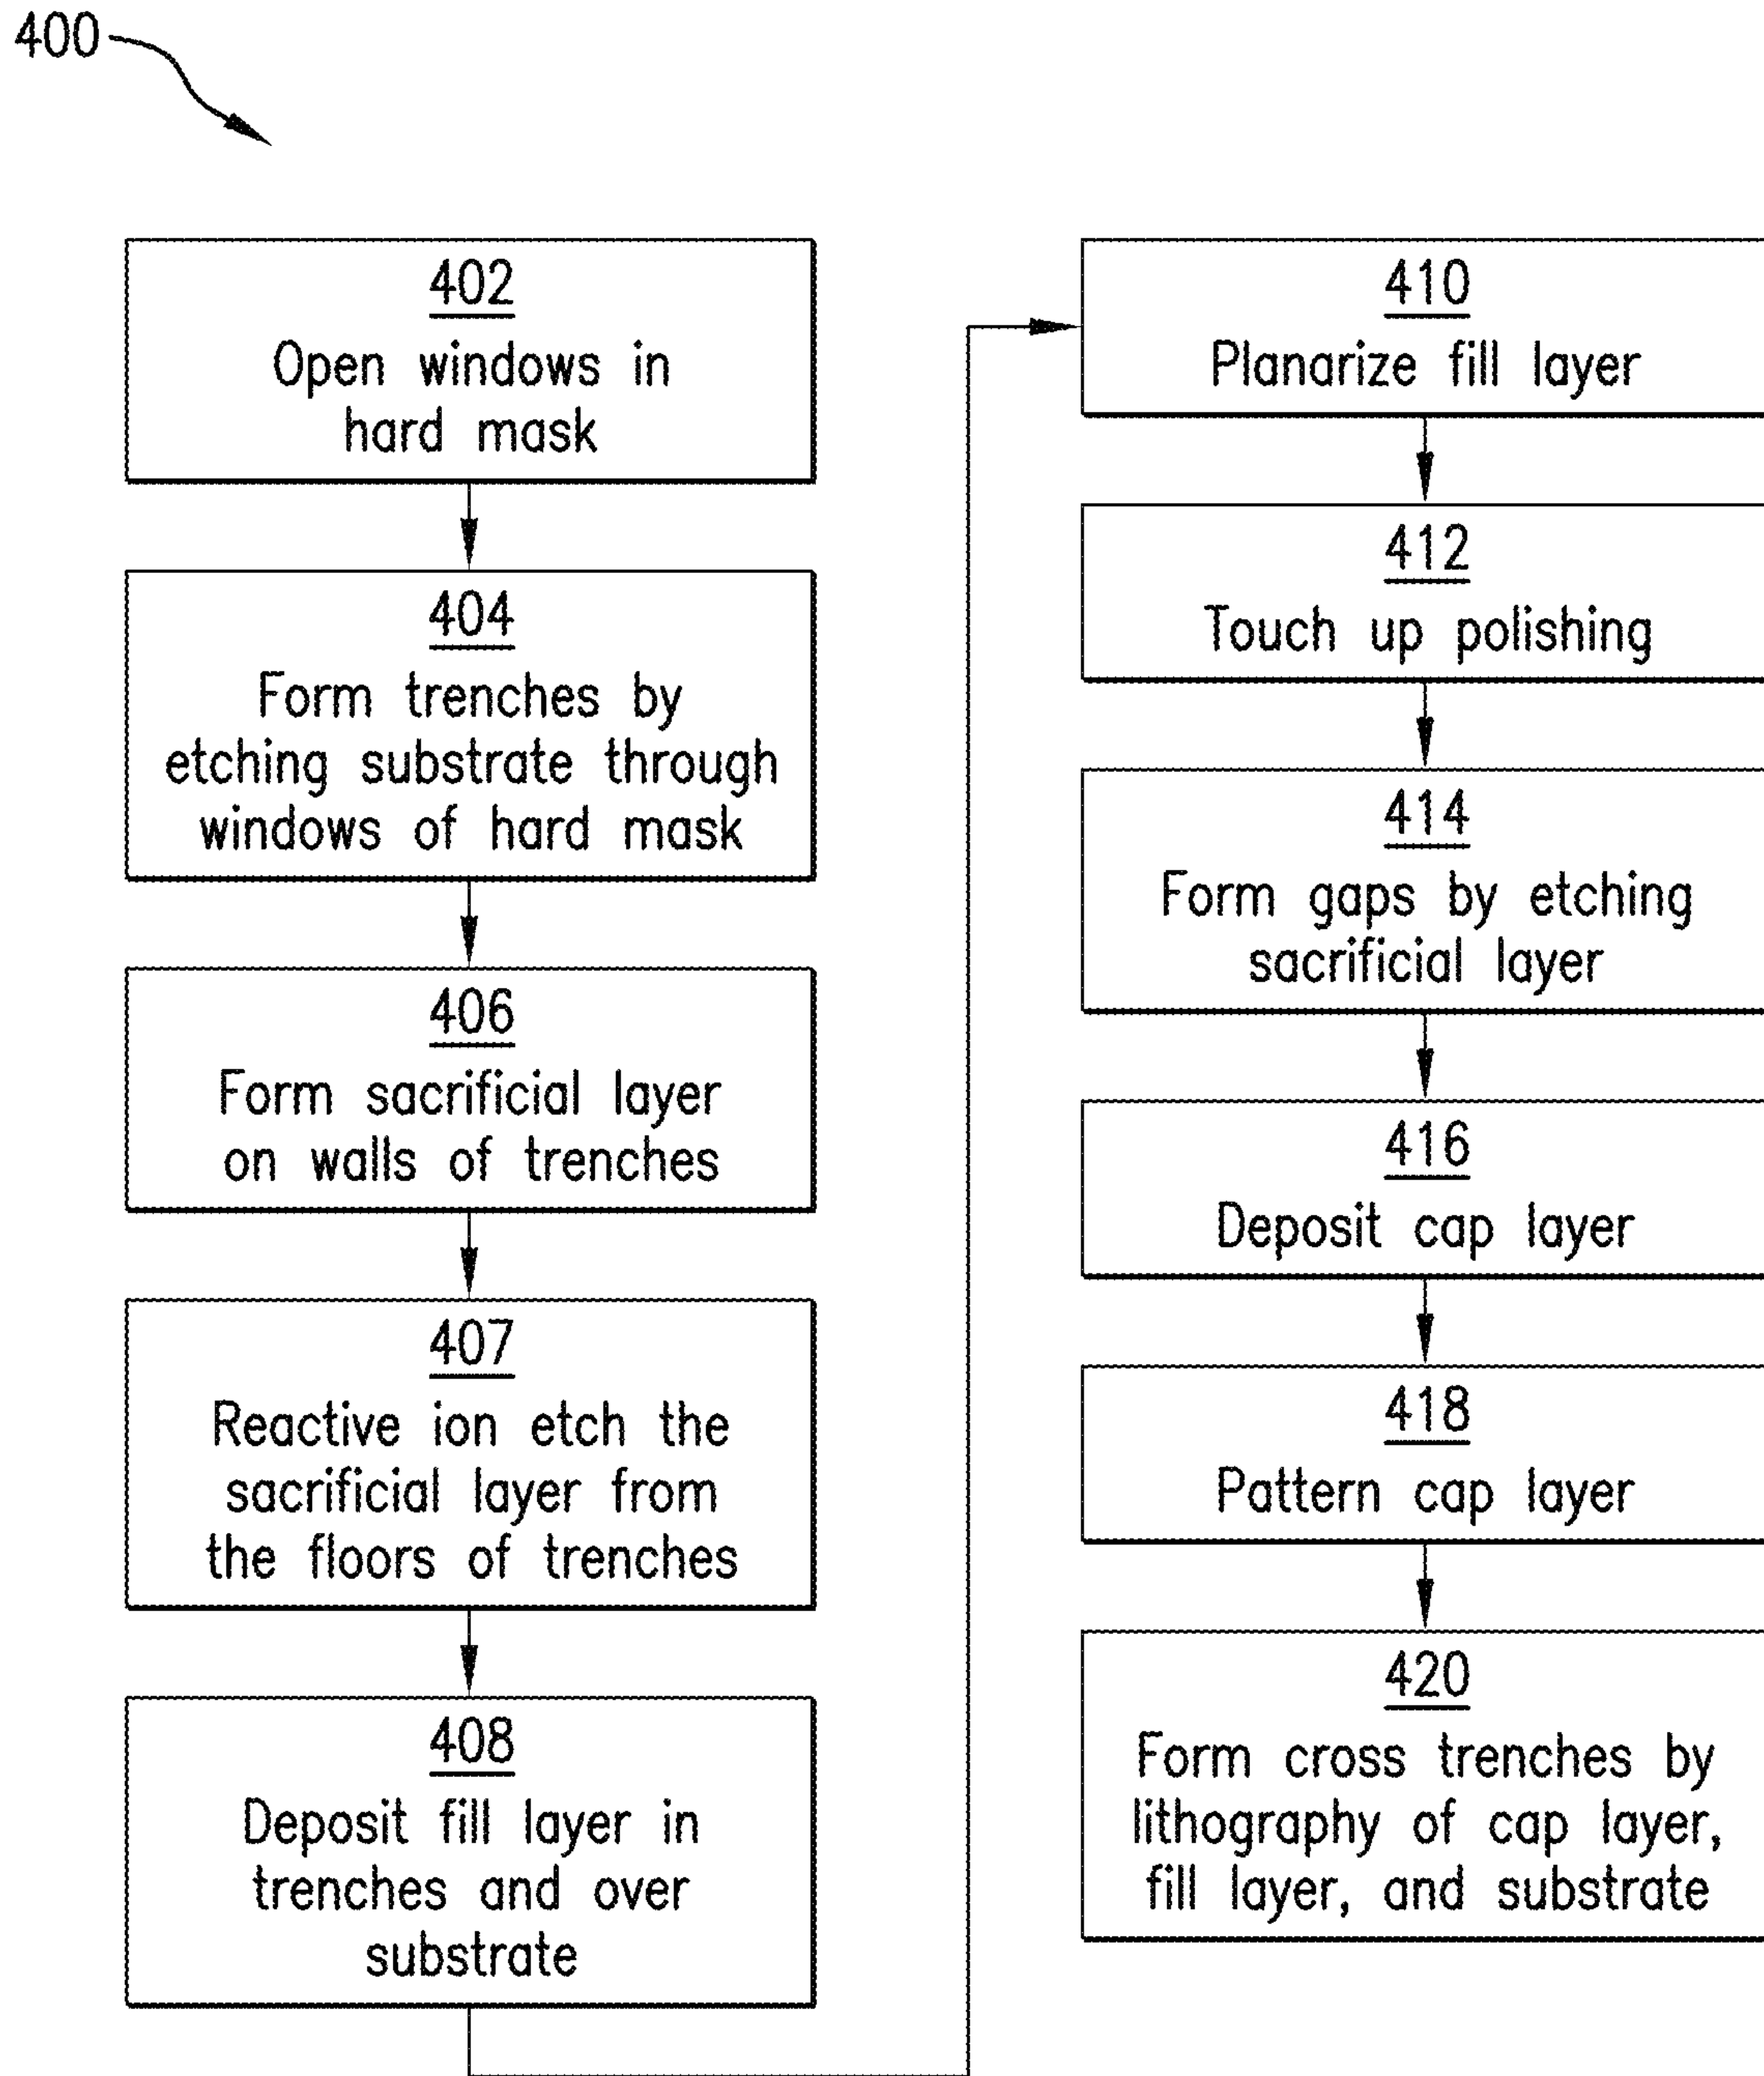 400
402
Open windows in
hard mask
404
Form trenches by
etching substrate through
windows of hard mask
406
Form sacrificial layer
on walls of trenches
407
Reactive ion etch the
sacrificial layer from
the floors of trenches
408
Deposit fill layer in
trenches and over
substrate
410
Planarize fill layer
412
Touch up polishing
414
Form gaps by etching
sacrificial layer
416
Deposit cap layer
418
Pattern cap layer
420
Form cross trenches by
lithography of cap layer,
fill layer, and substrate